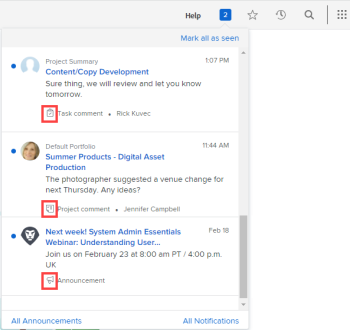 Help 2
Mark all as seen
Project Summary 1:07 PM
Content/Copy Development
Sure thing, we will review and let you know
tomorrow.
Task comment • Rick Kuvec
Default Portfolio 11:44 AM
Summer Products - Digital Asset
Production
The photographer suggested a venue change for
next Thursday. Any ideas?
Project comment • Jennifer Campbell
Next week! System Admin Essentials Feb 18
Webinar: Understanding User...
Join us on February 23 at 8:00 am PT / 4:00 p.m.
UK
Announcement
All Announcements All Notifications